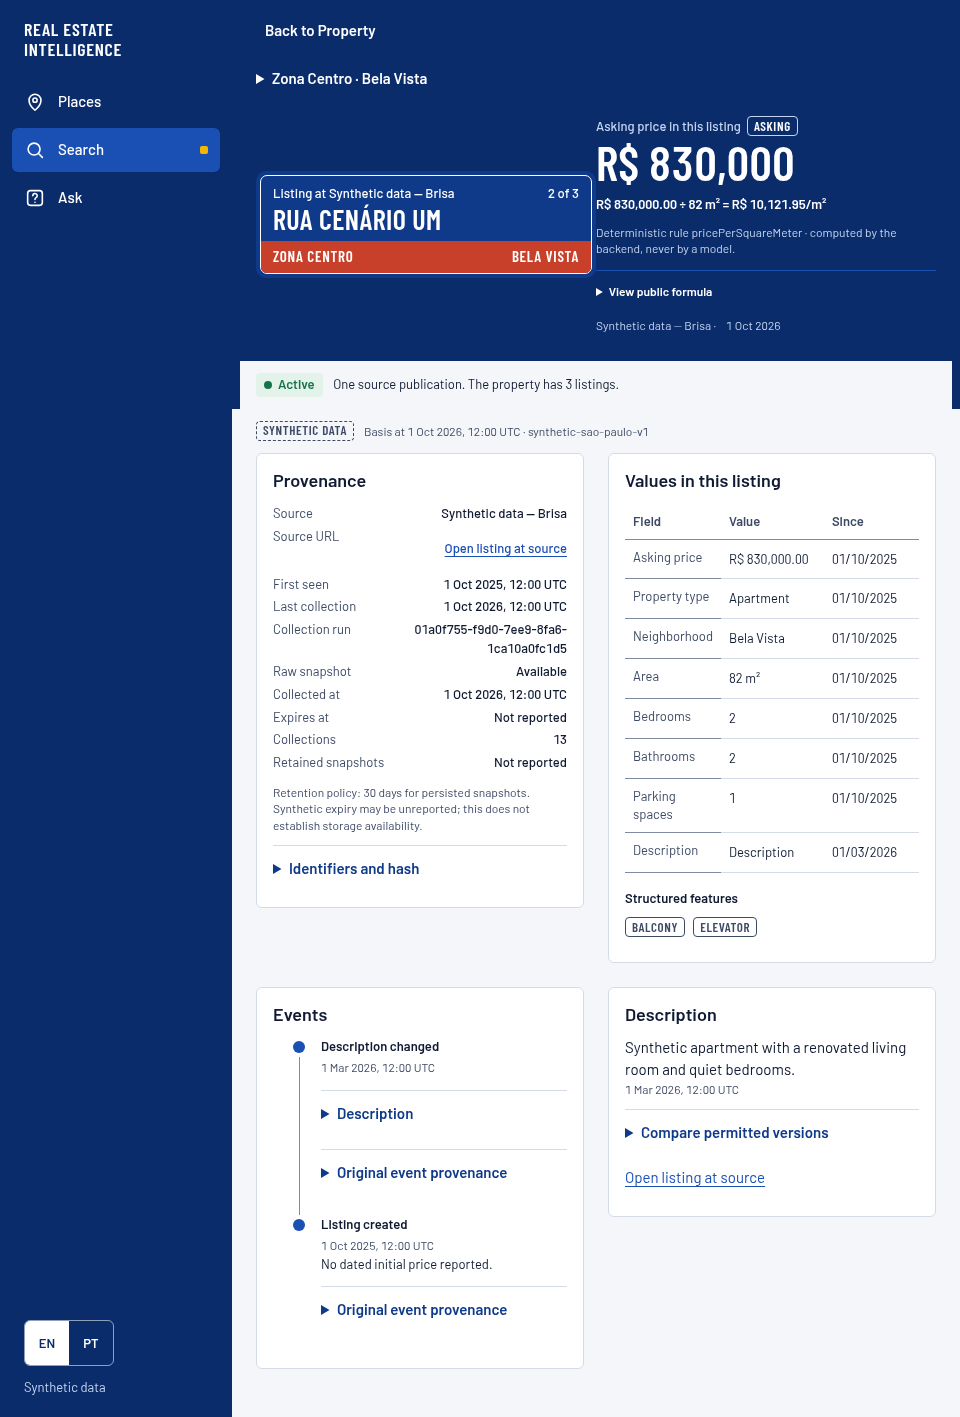 REAL ESTATE
INTELLIGENCE
Places
Search
Ask
EN PT
Synthetic data
Back to Property
Zona Centro · Bela Vista
Listing at Synthetic data — Brisa 2 of 3
RUA CENÁRIO UM
ZONA CENTRO BELA VISTA
Asking price in this listing ASKING
R$ 830,000
R$ 830,000.00 ÷ 82 m² = R$ 10,121.95/m²
Deterministic rule pricePerSquareMeter · computed by the
backend, never by a model.
View public formula
Synthetic data — Brisa · 1 Oct 2026
Active One source publication. The property has 3 listings.
SYNTHETIC DATA Basis at 1 Oct 2026, 12:00 UTC · synthetic-sao-paulo-v1
Provenance
Source Synthetic data — Brisa
Source URL
Open listing at source
First seen 1 Oct 2025, 12:00 UTC
Last collection 1 Oct 2026, 12:00 UTC
Collection run 01a0f755-f9d0-7ee9-8fa6-
1ca10a0fc1d5
Raw snapshot Available
Collected at 1 Oct 2026, 12:00 UTC
Expires at Not reported
Collections 13
Retained snapshots Not reported
Retention policy: 30 days for persisted snapshots.
Synthetic expiry may be unreported; this does not
establish storage availability.
Identifiers and hash
Values in this listing
Field Value Since
Asking price R$ 830,000.00 01/10/2025
Property type Apartment 01/10/2025
Neighborhood Bela Vista 01/10/2025
Area 82 m² 01/10/2025
Bedrooms 2 01/10/2025
Bathrooms 2 01/10/2025
Parking 1 01/10/2025
spaces
Description Description 01/03/2026
Structured features
BALCONY ELEVATOR
Events
Description changed
1 Mar 2026, 12:00 UTC
Description
Original event provenance
Listing created
1 Oct 2025, 12:00 UTC
No dated initial price reported.
Original event provenance
Description
Synthetic apartment with a renovated living
room and quiet bedrooms.
1 Mar 2026, 12:00 UTC
Compare permitted versions
Open listing at source